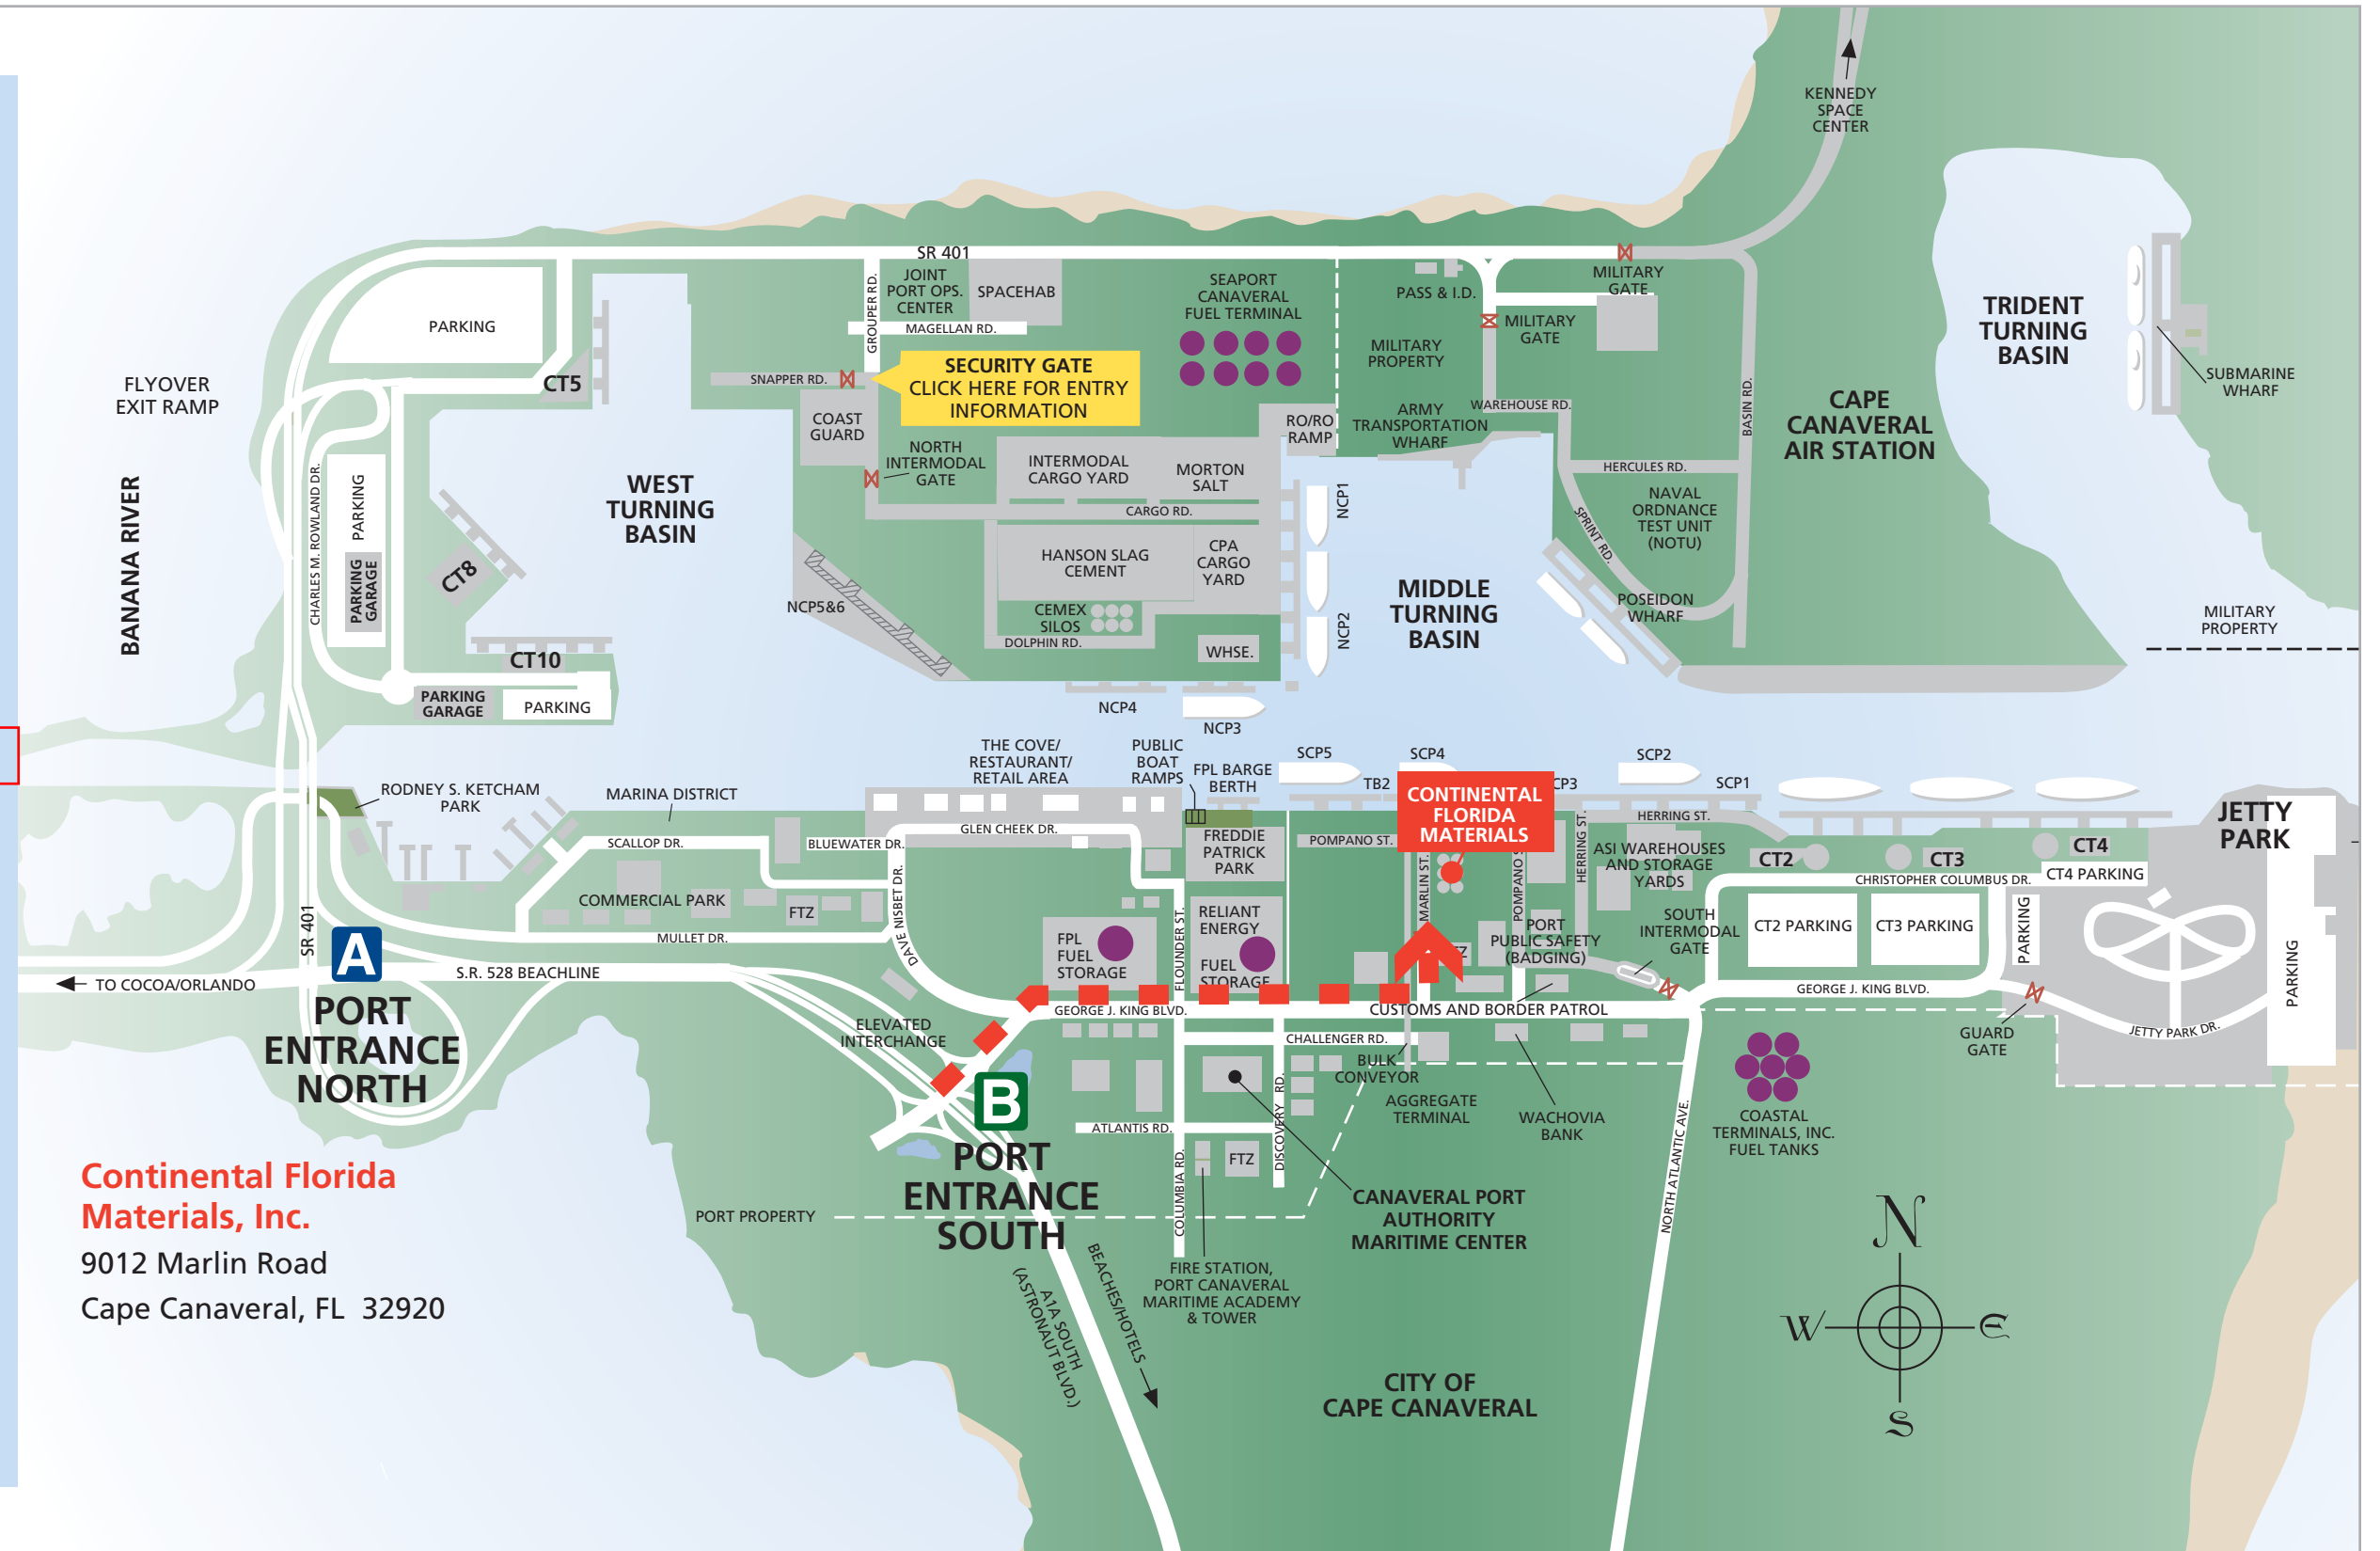 KENNEDY
SPACE
CENTER
SR 401
JOINT
PORT OPS.
CENTER
SPACEHAB
GROUPER RD.
MAGELLAN RD.
SEAPORT
CANAVERAL
FUEL TERMINAL
PASS & I.D.
MILITARY
GATE
MILITARY
GATE
MILITARY
PROPERTY
TRIDENT
TURNING
BASIN
SUBMARINE
WHARF
PARKING
FLYOVER
EXIT RAMP
CT5
SNAPPER RD.
SECURITY GATE
CLICK HERE FOR ENTRY
INFORMATION
COAST
GUARD
NORTH
INTERMODAL
GATE
RO/RO
RAMP
ARMY
TRANSPORTATION
WHARF
WAREHOUSE RD.
BASIN RD.
CAPE
CANAVERAL
AIR STATION
BANANA RIVER
CHARLES M. ROWLAND DR.
PARKING
PARKING
GARAGE
CT8
WEST
TURNING
BASIN
INTERMODAL
CARGO YARD
MORTON
SALT
CARGO RD.
NCP1
HERCULES RD.
NAVAL
ORDNANCE
TEST UNIT
(NOTU)
SPRINT RD.
HANSON SLAG
CEMENT
CPA
CARGO
YARD
NCP5&6
CEMEX
SILOS
DOLPHIN RD.
WHSE.
NCP2
MIDDLE
TURNING
BASIN
POSEIDON
WHARF
MILITARY
PROPERTY
CT10
PARKING
GARAGE
PARKING
NCP4
NCP3
RODNEY S. KETCHAM
PARK
MARINA DISTRICT
THE COVE/
RESTAURANT/
RETAIL AREA
PUBLIC
BOAT
RAMPS
FPL BARGE
BERTH
SCP5
TB2
SCP4
CP3
SCP2
SCP1
CONTINENTAL
FLORIDA
MATERIALS
JETTY
PARK
SCALLOP DR.
BLUEWATER DR.
GLEN CHEEK DR.
FREDDIE
PATRICK
PARK
POMPANO ST.
MARLIN ST.
POMPANO S
HERRING ST.
HERRING ST.
ASI WAREHOUSES
AND STORAGE
YARDS
CT2
CT3
CT4
CT4 PARKING
CHRISTOPHER COLUMBUS DR.
COMMERCIAL PARK
FTZ
MULLET DR.
DAVE NISBET DR.
FPL
FUEL
STORAGE
FLOUNDER ST.
RELIANT
ENERGY
FUEL
STORAGE
TZ
PORT
PUBLIC SAFETY
(BADGING)
SOUTH
INTERMODAL
GATE
CT2 PARKING
CT3 PARKING
PARKING
PARKING
SR 401
A
S.R. 528 BEACHLINE
TO COCOA/ORLANDO
PORT
ENTRANCE
NORTH
ELEVATED
INTERCHANGE
GEORGE J. KING BLVD.
CUSTOMS AND BORDER PATROL
GEORGE J. KING BLVD.
GUARD
GATE
JETTY PARK DR.
CHALLENGER RD.
BULK
CONVEYOR
AGGREGATE
TERMINAL
WACHOVIA
BANK
COASTAL
TERMINALS, INC.
FUEL TANKS
B
PORT
ENTRANCE
SOUTH
ATLANTIS RD.
COLUMBIA RD.
FTZ
DISCOVERY RD.
NORTH ATLANTIC AVE.
CANAVERAL PORT
AUTHORITY
MARITIME CENTER
PORT PROPERTY
FIRE STATION,
PORT CANAVERAL
MARITIME ACADEMY
& TOWER
BEACHES/HOTELS
A1A SOUTH
(ASTRONAUT BLVD.)
CITY OF
CAPE CANAVERAL
Continental Florida
Materials, Inc.
9012 Marlin Road
Cape Canaveral, FL 32920
N
W
E
S